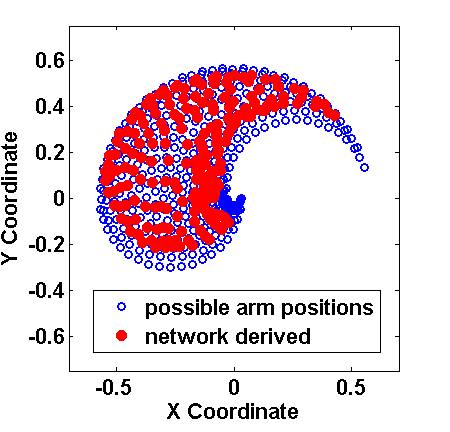 0.6
0.4
0.2
0
-0.2
-0.4
-0.6
Y Coordinate
possible arm positions
network derived
-0.5 0 0.5
X Coordinate